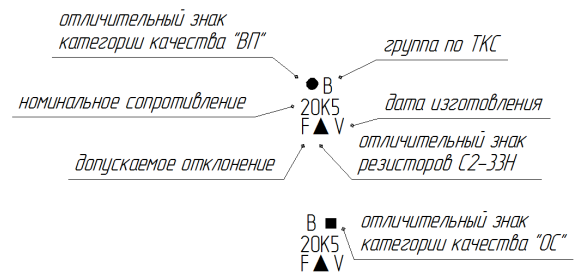 отличительный знак
категории качества "ВП"
группа по ТКС
● В
номинальное сопротивление
20К5
дата изготовления
F▲V
допускаемое отклонение
отличительный знак
резисторов С2-33Н
В ■
отличительный знак
20К5
категории качества "ОС"
F▲V